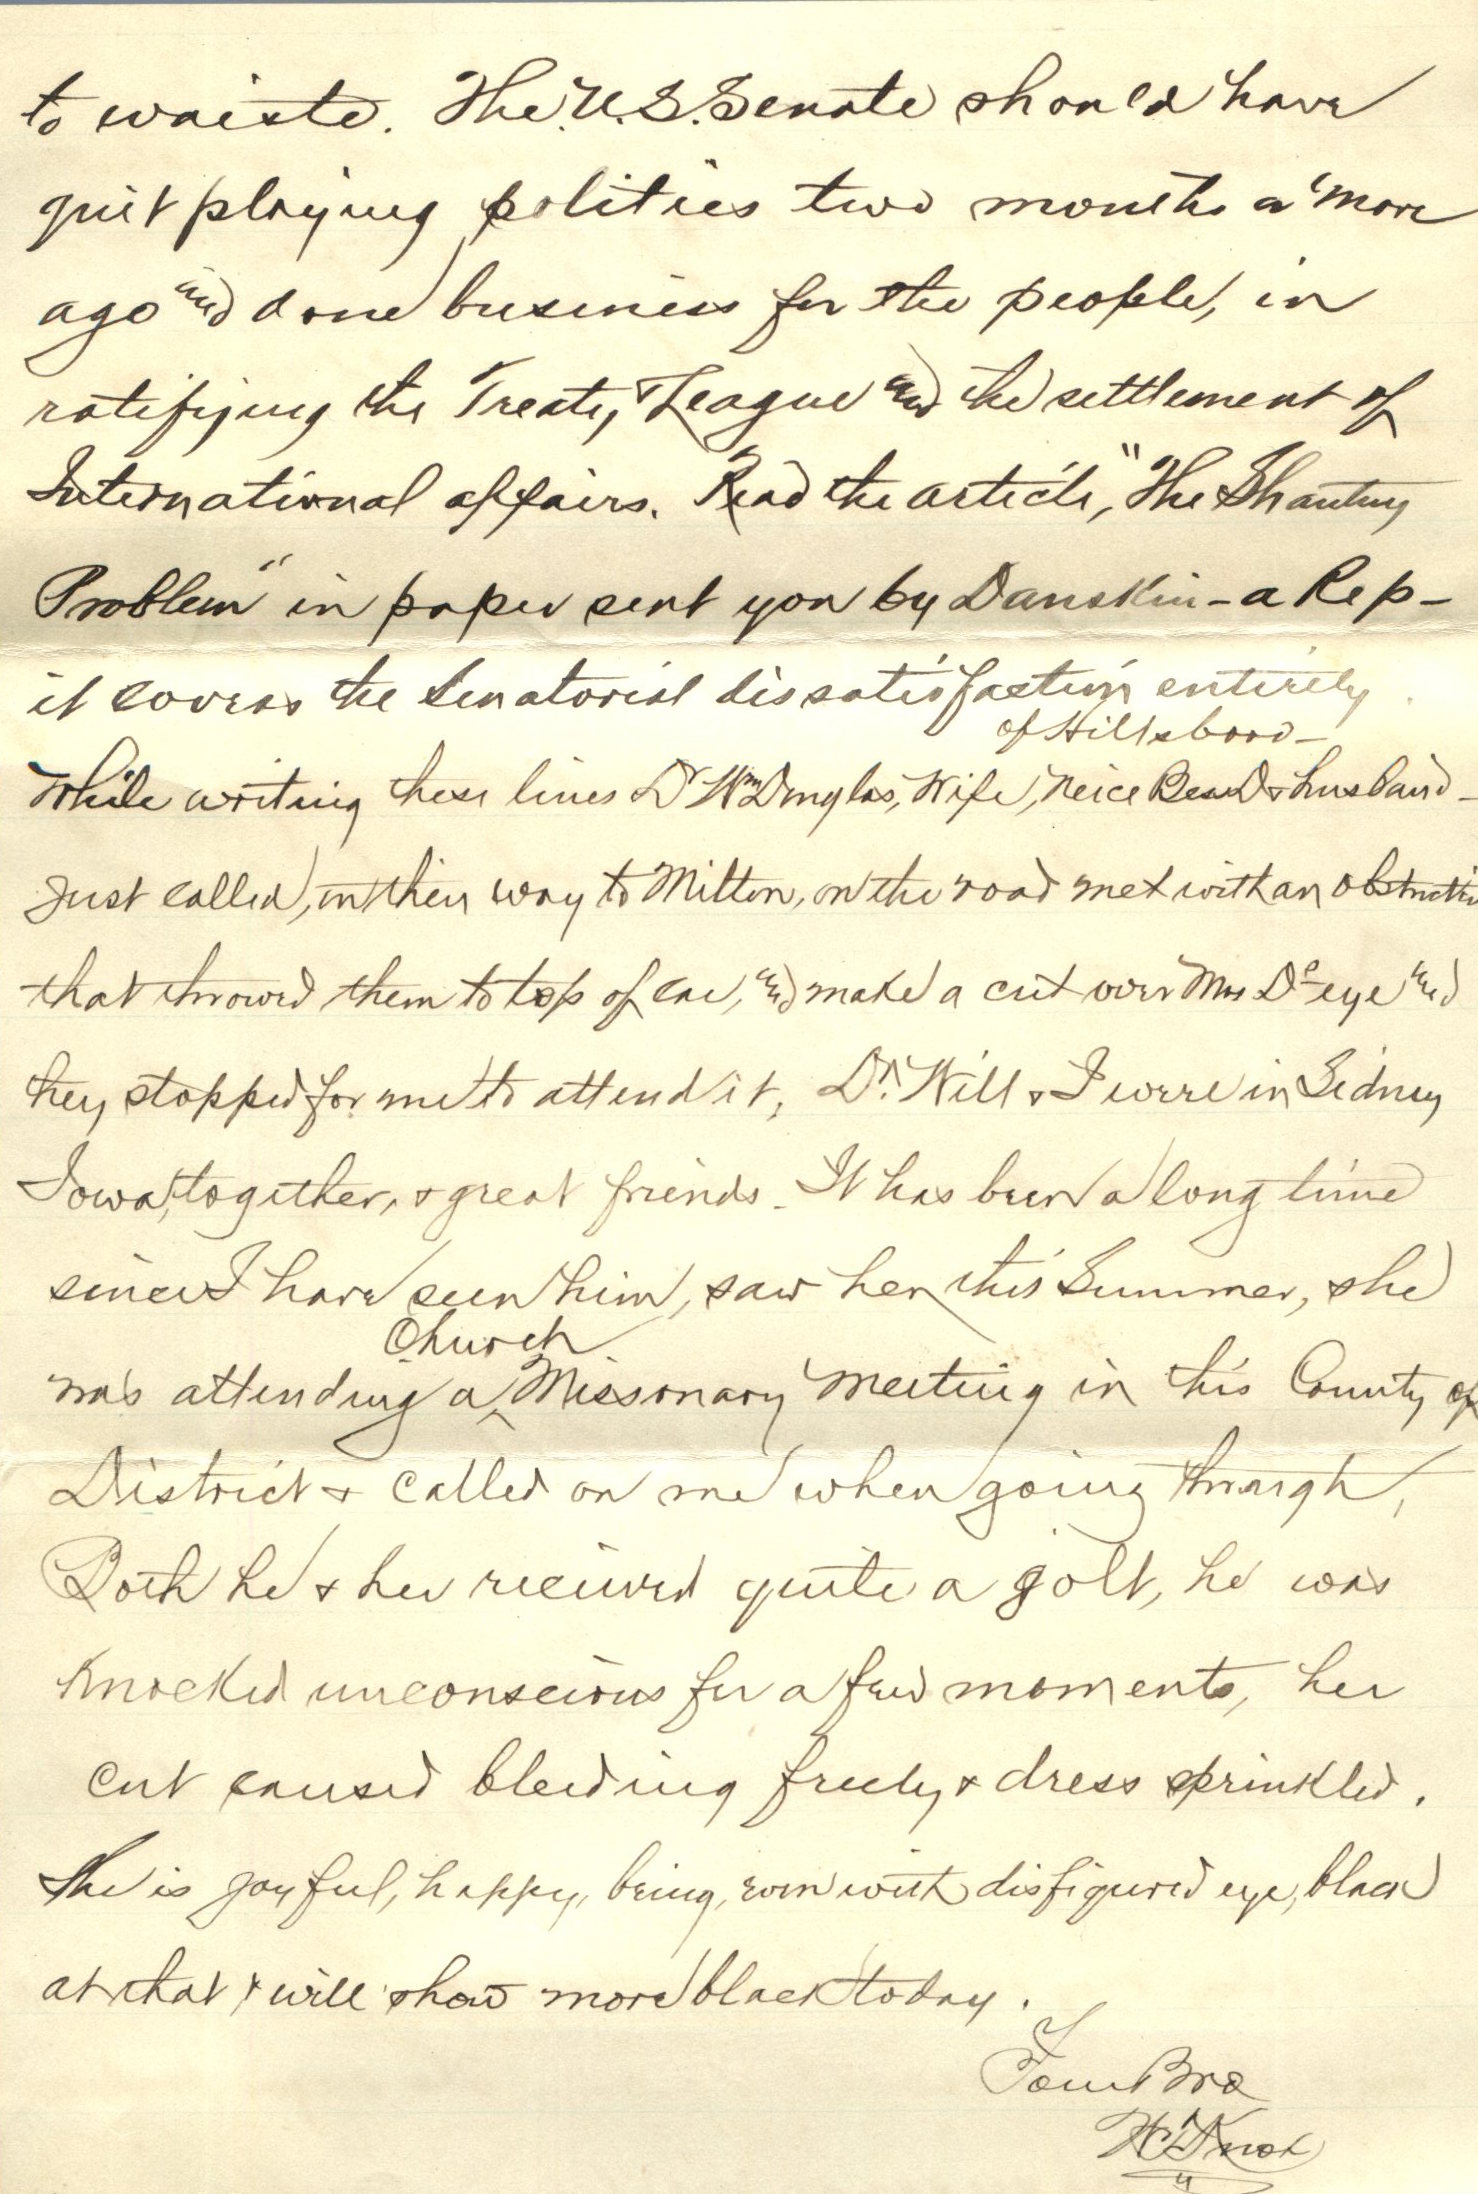 to waiste. The U.S. Senate should have
quit playing politics two months a more
ago and done business for the people, in
ratifying the Treaty, League and the settlement of
International affairs. Read the article, "The Shantung
Problem" in paper sent you by Danskin - a Rep -
it covers the Senatorial dissatisfaction entirely.
of Hillsboro -
While writing these lines Dr Wm Douglas, Wife, Neice Bess D & husband -
just called, on their way to Milton, on the road met with an obstruction
that throwed them to top of car, and make a cut over Mrs Ds eye and
they stopped for me to attend it, Dr. Will & I were in Sidney
Iowa, together, & great friends. It has been a long time
since I have seen him, saw her this Summer, she
Church
was attending a Missonary meeting in this County of
District & called on me when going through,
Both he & her recieved quite a golt, he was
knocked unconscious for a few moments, her
cut caused bleeding freely & dress sprinkled.
She is joyful, happy, being, even with disfigured eye, black
at that & will show more black today.
Your Bro